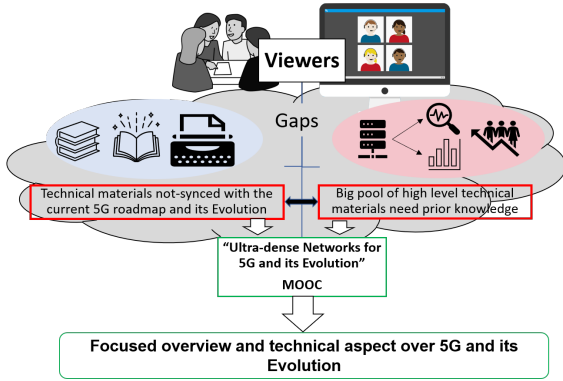 Viewers
Gaps
Technical materials not-synced with the
current 5G roadmap and its Evolution
Big pool of high level technical
materials need prior knowledge
“Ultra-dense Networks for
5G and its Evolution”
MOOC
Focused overview and technical aspect over 5G and its
Evolution